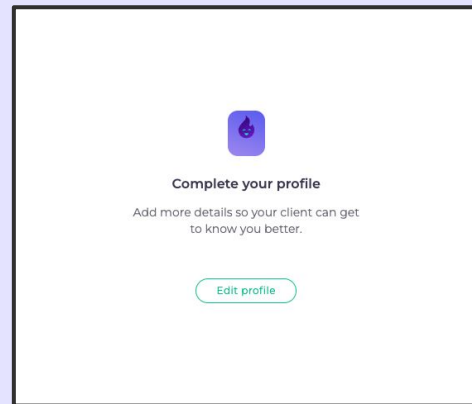 Complete your profile
Add more details so your client can get
to know you better.
Edit profile